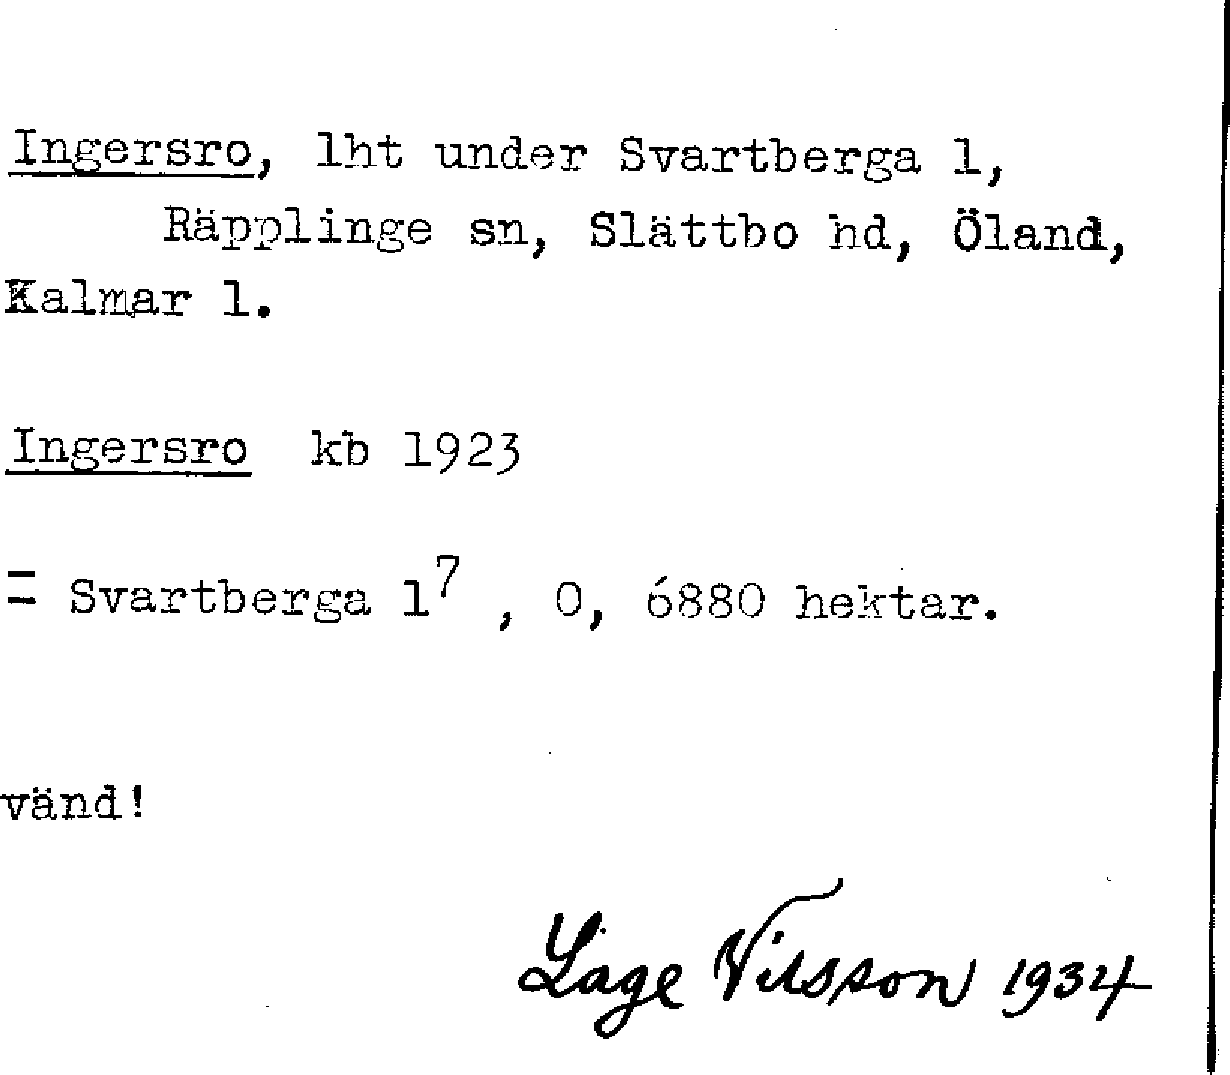 Ingersro, lht under Svartberga 1,
Räpplinge sn, Slättbo hd, Öland,
Kalmar l.
Ingersro kb 1923
= Svartberga 1⁷ , 0, 6880 hektar.
vänd!
Lage Nilsson 1934